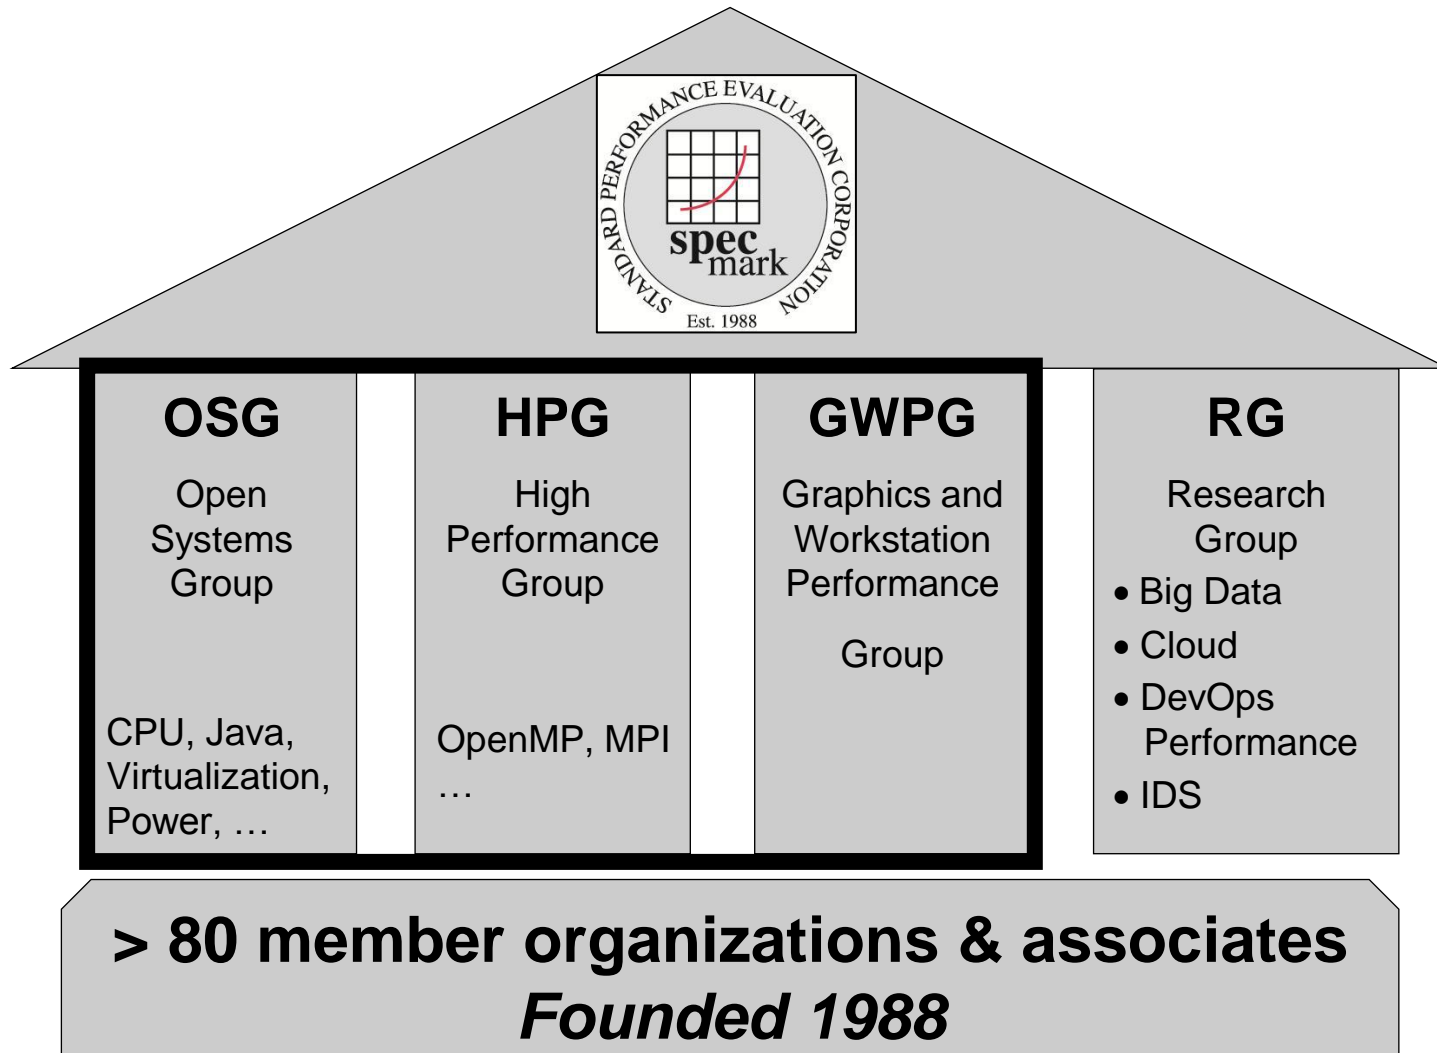 STANDARD PERFORMANCE EVALUATION CORPORATION
spec
mark
Est. 1988
OSG
Open
Systems
Group
CPU, Java,
Virtualization,
Power, …
HPG
High
Performance
Group
OpenMP, MPI
…
GWPG
Graphics and
Workstation
Performance
Group
RG
Research
Group
• Big Data
• Cloud
• DevOps
Performance
• IDS
> 80 member organizations & associates
Founded 1988